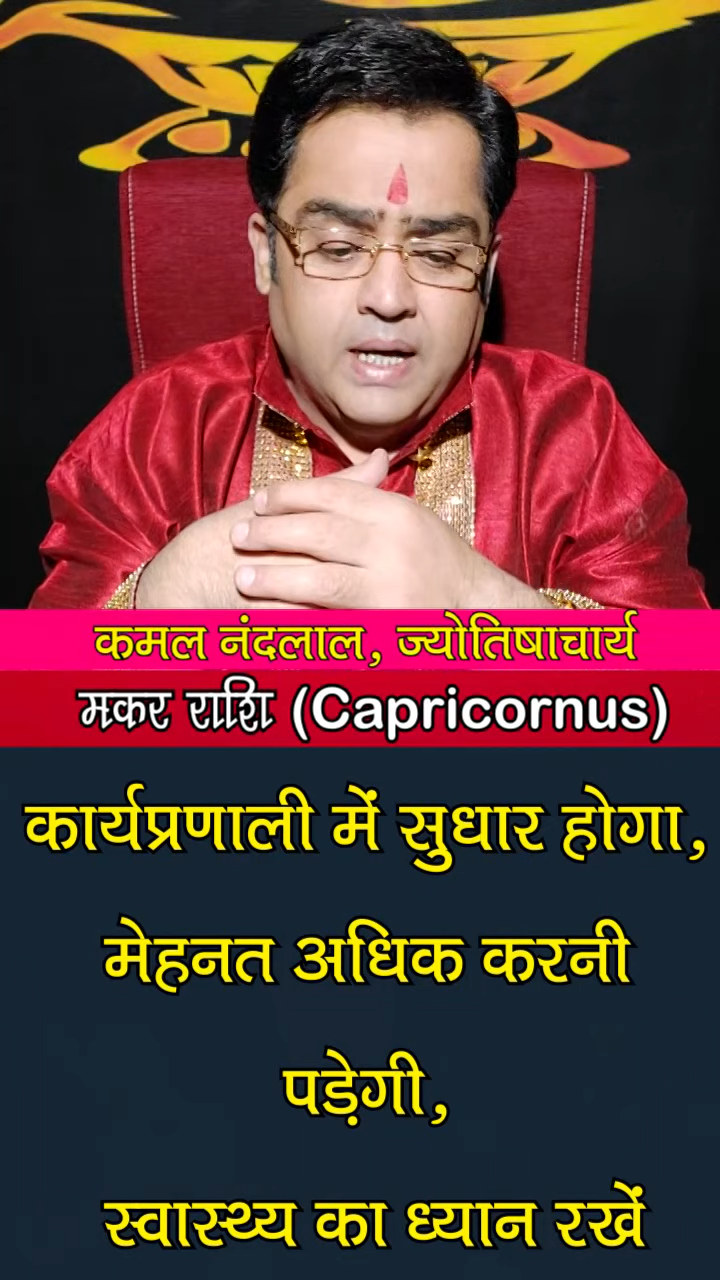 कमल नंदलाल, ज्योतिषाचार्य
मकर राशि (Capricornus)
कार्यप्रणाली में सुधार होगा,
मेहनत अधिक करनी
पड़ेगी,
स्वास्थ्य का ध्यान रखें